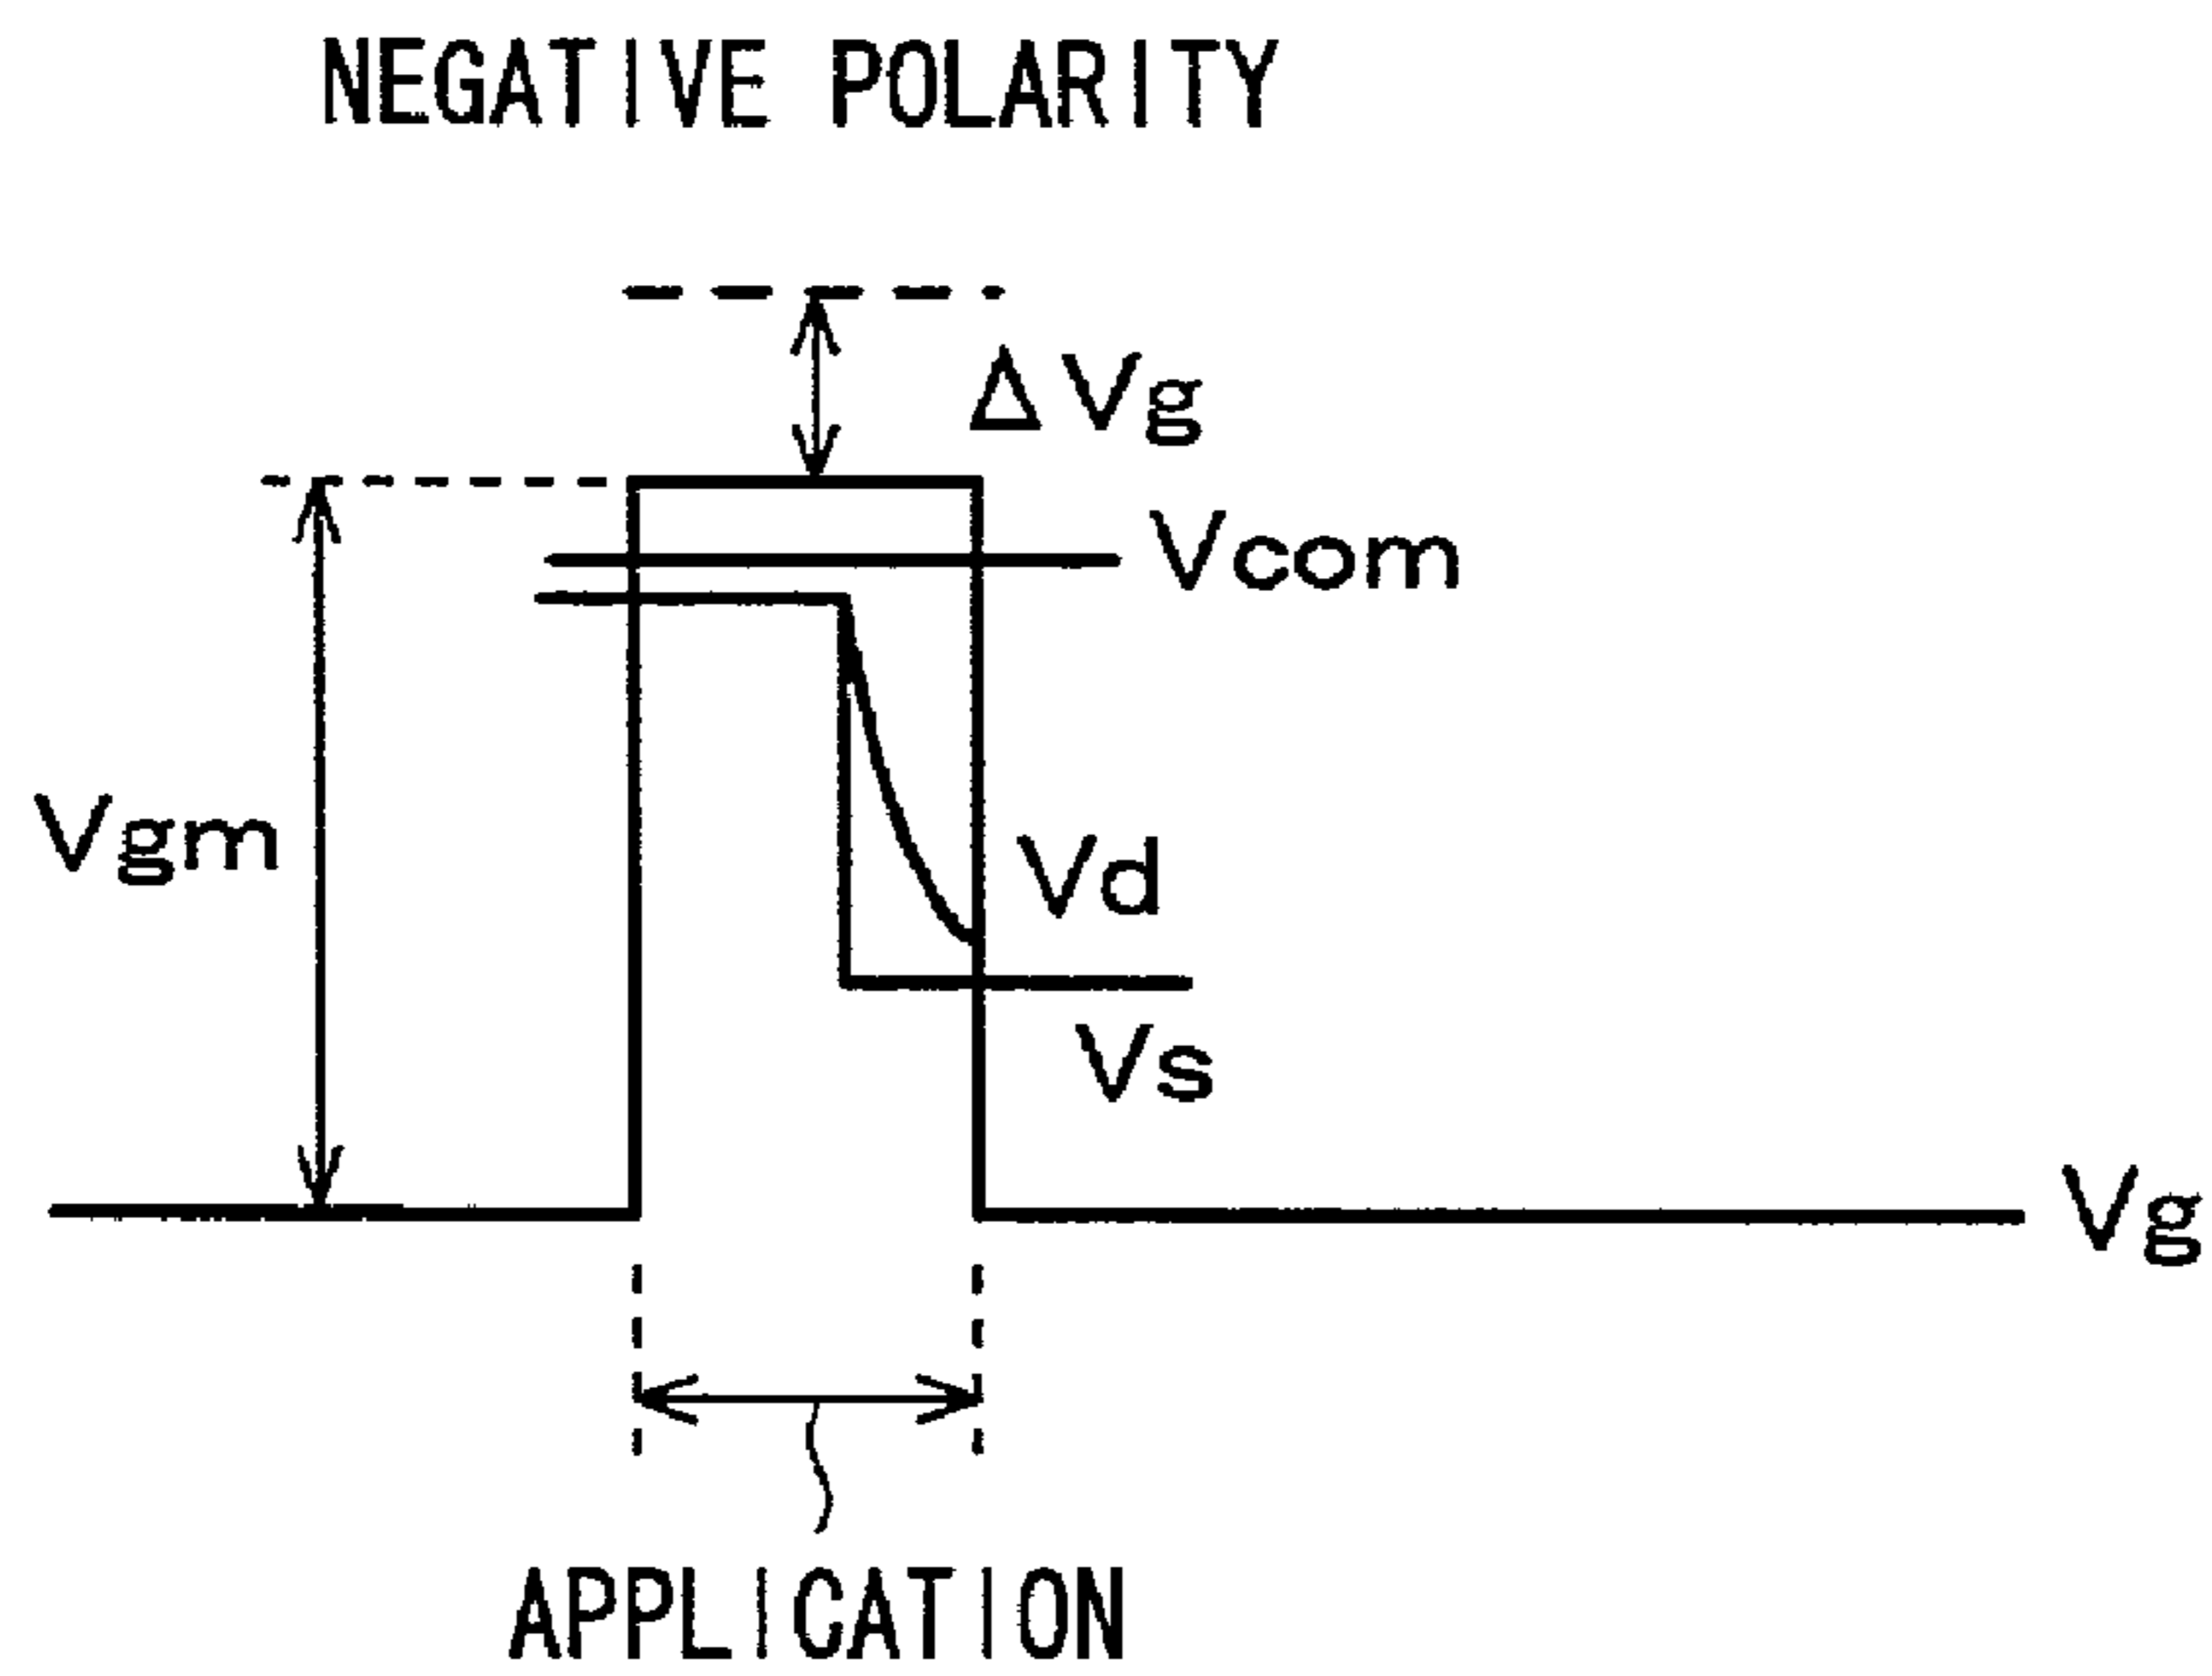 NEGATIVE POLARITY
ΔVg
Vcom
Vgm
Vd
Vs
Vg
APPLICATION